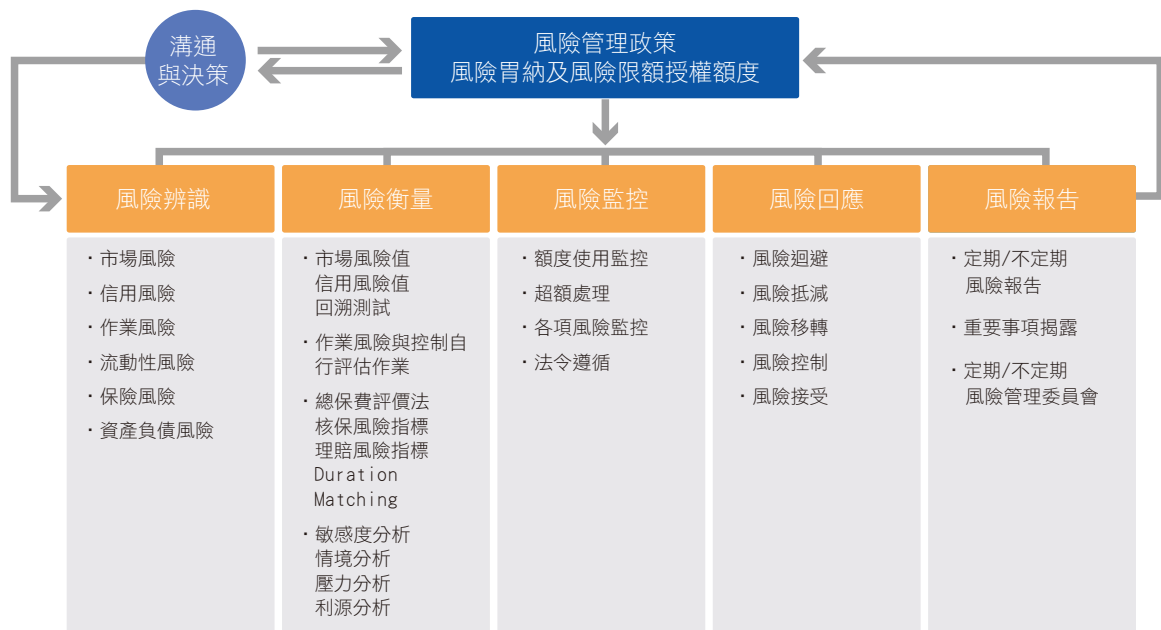 溝通
與決策
風險管理政策
風險胃納及風險限額授權額度
風險辨識
・市場風險
・信用風險
・作業風險
・流動性風險
・保險風險
・資產負債風險
風險衡量
・市場風險值
信用風險值
回溯測試
・作業風險與控制自
行評估作業
・總保費評價法
核保風險指標
理賠風險指標
Duration
Matching
・敏感度分析
情境分析
壓力分析
利源分析
風險監控
・額度使用監控
・超額處理
・各項風險監控
・法令遵循
風險回應
・風險迴避
・風險抵減
・風險移轉
・風險控制
・風險接受
風險報告
・定期/不定期
風險報告
・重要事項揭露
・定期/不定期
風險管理委員會